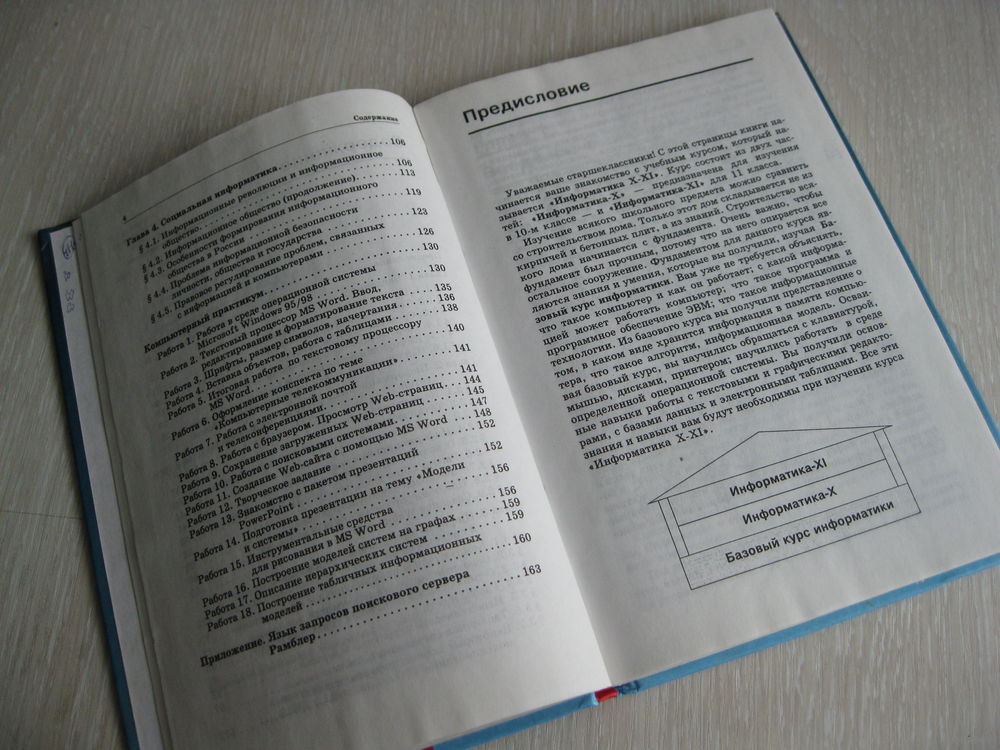 4
Содержание
Глава 4. Социальная информатика 106
§ 4.1. Информационные революции и информационное
общество 106
§ 4.2. Информационное общество (продолжение) 113
§ 4.3. Особенности формирования информационного
общества в России 119
§ 4.4. Проблема информационной безопасности
личности, общества и государства 123
§ 4.5. Правовое регулирование проблем, связанных
с информацией и компьютерами 126
Компьютерный практикум 130
Работа 1. Работа в среде операционной системы
Microsoft Windows 95/98 130
Работа 2. Текстовый процессор MS Word. Ввод,
редактирование и форматирование текста 135
Работа 3. Шрифты, размер символов, начертания 136
Работа 4. Вставка объектов, работа с таблицами 138
Работа 5. Итоговая работа по текстовому процессору
MS Word 140
Работа 6. Оформление конспекта по теме
«Компьютерные телекоммуникации» 141
Работа 7. Работа с электронной почтой
и телеконференциями 141
Работа 8. Работа с браузером. Просмотр Web-страниц 144
Работа 9. Сохранение загруженных Web-страниц 145
Работа 10. Работа с поисковыми системами 147
Работа 11. Создание Web-сайта с помощью MS Word 148
Работа 12. Творческое задание 152
Работа 13. Знакомство с пакетом презентаций
PowerPoint 152
Работа 14. Подготовка презентации на тему «Модели
и системы» 156
Работа 15. Инструментальные средства
для рисования в MS Word 156
Работа 16. Построение моделей систем на графах 159
Работа 17. Описание иерархических систем 159
Работа 18. Построение табличных информационных
моделей 160
Приложение. Язык запросов поискового сервера
Рамблер 163
Предисловие
Уважаемые старшеклассники! С этой страницы книги на-
чинается ваше знакомство с учебным курсом, который на-
зывается «Информатика X-XI». Курс состоит из двух час-
тей: «Информатика-X» — предназначена для изучения
в 10-м классе — и «Информатика-XI» для 11 класса.
Изучение всякого школьного предмета можно сравнить
со строительством дома. Только этот дом складывается не из
кирпичей и бетонных плит, а из знаний. Строительство вся-
кого дома начинается с фундамента. Очень важно, чтобы
фундамент был прочным, потому что на него опирается все
остальное сооружение. Фундаментом для данного курса яв-
ляются знания и умения, которые вы получили, изучая Ба-
зовый курс информатики. Вам уже не требуется объяснять,
что такое компьютер и как он работает; с какой информа-
цией может работать компьютер; что такое программа и
программное обеспечение ЭВМ; что такое информационные
технологии. Из базового курса вы получили представление о
том, в каком виде хранится информация в памяти компью-
тера, что такое алгоритм, информационная модель. Осваи-
вая базовый курс, вы научились обращаться с клавиатурой,
мышью, дисками, принтером; научились работать в среде
определенной операционной системы. Вы получили основ-
ные навыки работы с текстовыми и графическими редакто-
рами, с базами данных и электронными таблицами. Все эти
знания и навыки вам будут необходимы при изучении курса
«Информатика X-XI».
Информатика-XI
Информатика-X
Базовый курс информатики